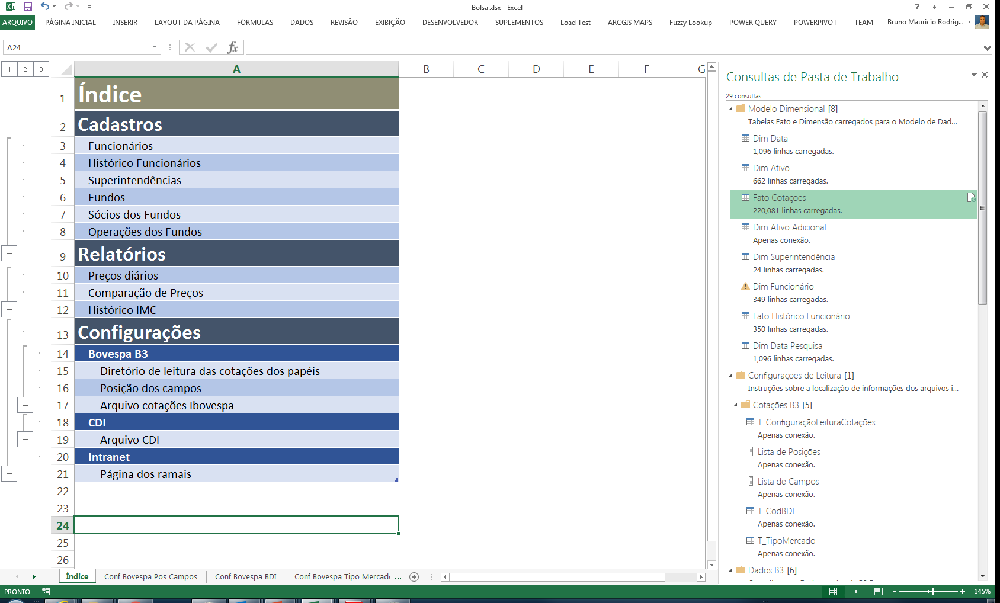 Bolsa.xlsx - Excel
ARQUIVO PÁGINA INICIAL INSERIR LAYOUT DA PÁGINA FÓRMULAS DADOS REVISÃO EXIBIÇÃO DESENVOLVEDOR SUPLEMENTOS Load Test ARCGIS MAPS Fuzzy Lookup POWER QUERY POWERPIVOT TEAM Bruno Mauricio Rodrig...
A24 fx
1 2 3
A B C D E F G
1 Índice
2 Cadastros
3 Funcionários
4 Histórico Funcionários
5 Superintendências
6 Fundos
7 Sócios dos Fundos
8 Operações dos Fundos
9 Relatórios
10 Preços diários
11 Comparação de Preços
12 Histórico IMC
13 Configurações
14 Bovespa B3
15 Diretório de leitura das cotações dos papéis
16 Posição dos campos
17 Arquivo cotações Ibovespa
18 CDI
19 Arquivo CDI
20 Intranet
21 Página dos ramais
22
23
24
25
26
Consultas de Pasta de Trabalho
29 consultas
Modelo Dimensional [8]
Tabelas Fato e Dimensão carregados para o Modelo de Dad...
Dim Data
1,096 linhas carregadas.
Dim Ativo
662 linhas carregadas.
Fato Cotações
220,081 linhas carregadas.
Dim Ativo Adicional
Apenas conexão.
Dim Superintendência
24 linhas carregadas.
Dim Funcionário
349 linhas carregadas.
Fato Histórico Funcionário
350 linhas carregadas.
Dim Data Pesquisa
1,096 linhas carregadas.
Configurações de Leitura [1]
Instruções sobre a localização de informações dos arquivos i...
Cotações B3 [5]
T_ConfiguraçãoLeituraCotações
Apenas conexão.
Lista de Posições
Apenas conexão.
Lista de Campos
Apenas conexão.
T_CodBDI
Apenas conexão.
T_TipoMercado
Apenas conexão.
Dados B3 [6]
Índice Conf Bovespa Pos Campos Conf Bovespa BDI Conf Bovespa Tipo Mercado ...
PRONTO 145%